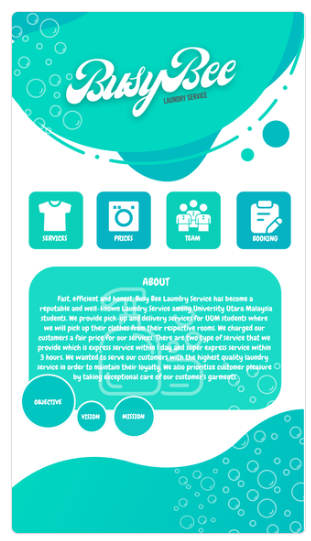 BusyBee
LAUNDRY SERVICE
SERVICES PRICES TEAM BOOKING
ABOUT
Fast, efficient and honest. Busy Bee Laundry Service has become a
reputable and well- known Laundry Service among University Utara Malaysia
students. We provide pick-up and delivery services for UUM students where
we will pick up their clothes from their respective rooms. We charged our
customers a fair price for our services. There are two type of service that we
provide which is express service within 1 day and super express service within
3 hours. We wanted to serve our customers with the highest quality laundry
service in order to maintain their loyalty. We also prioritize customer pleasure
by taking exceptional care of our customer's garments.
OBJECTIVE
VISION
MISSION